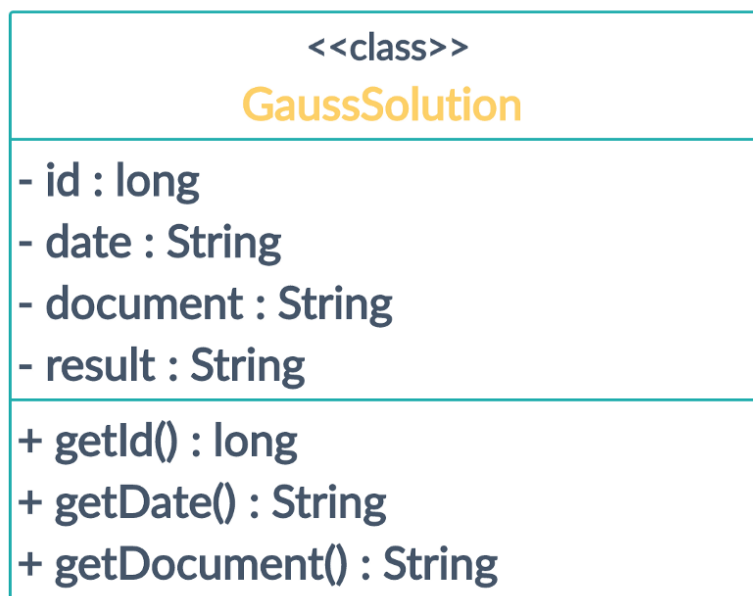 <<class>>
GaussSolution
- id : long
- date : String
- document : String
- result : String
+ getId() : long
+ getDate() : String
+ getDocument() : String